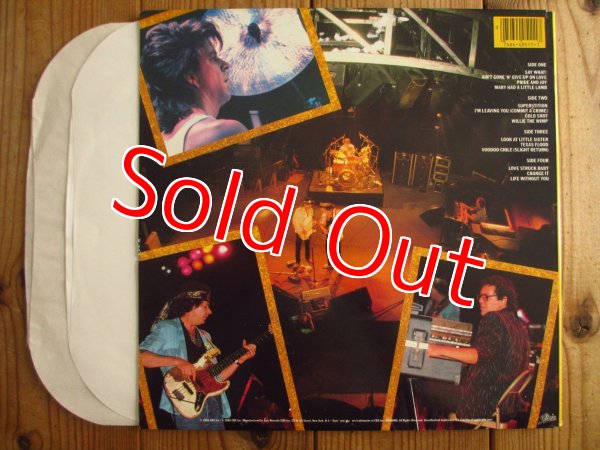 SIDE ONE
SAY WHAT!
AIN'T GONE 'N' GIVE UP ON LOVE
PRIDE AND JOY
MARY HAD A LITTLE LAMB
SIDE TWO
SUPERSTITION
I'M LEAVING YOU (COMMIT A CRIME)
COLD SHOT
WILLIE THE WIMP
SIDE THREE
LOOK AT LITTLE SISTER
TEXAS FLOOD
VOODOO CHILE (SLIGHT RETURN)
SIDE FOUR
LOVE STRUCK BABY
CHANGE IT
LIFE WITHOUT YOU
Sold Out
Epic